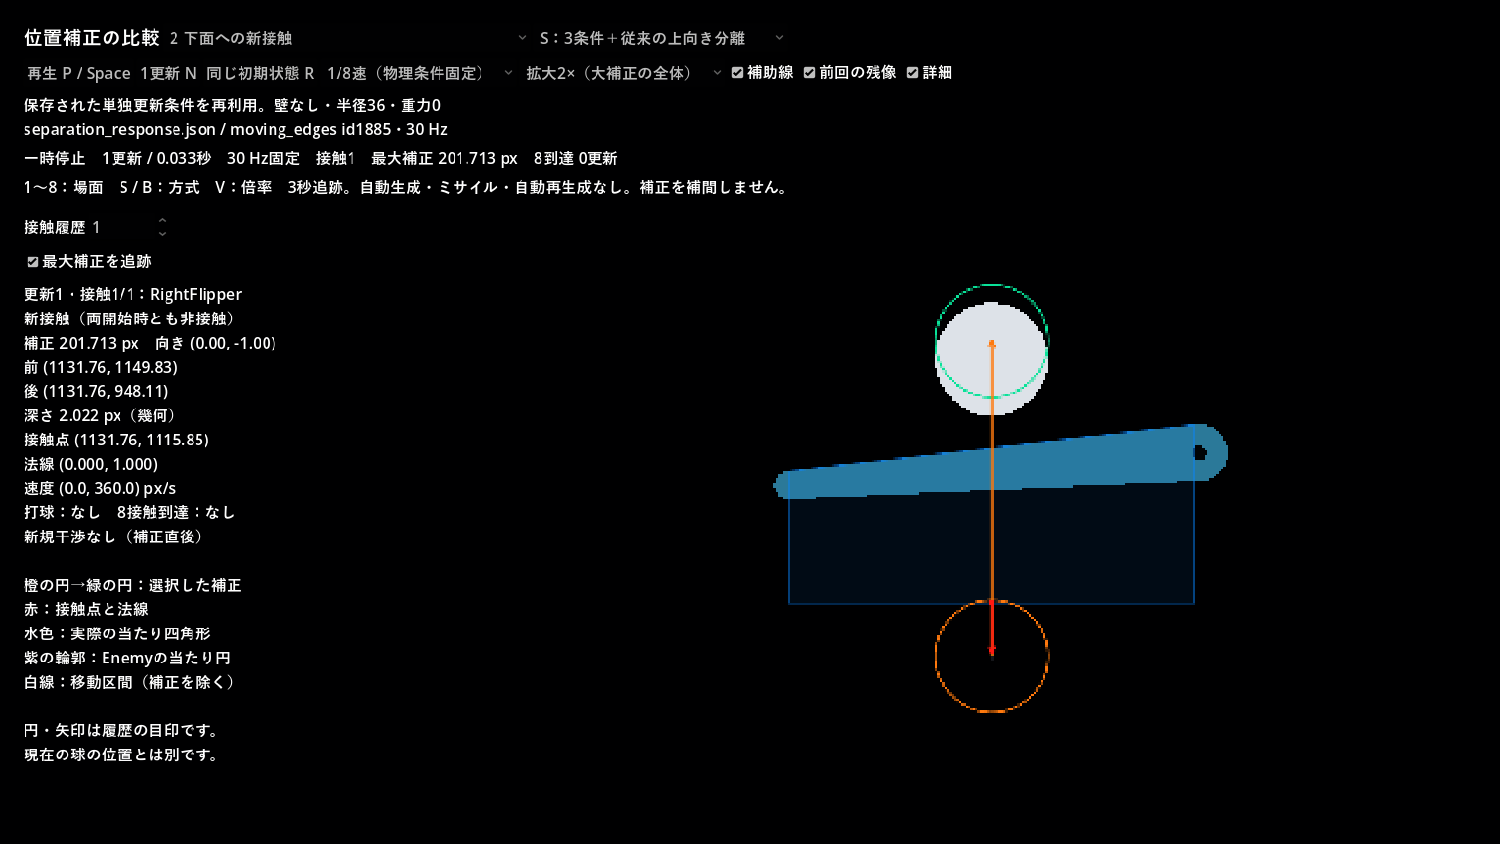 位置補正の比較 2 下面への新接触 S：3条件＋従来の上向き分離
再生 P / Space 1更新 N 同じ初期状態 R 1/8速（物理条件固定） 拡大2×（大補正の全体） 補助線 前回の残像 詳細
保存された単独更新条件を再利用。壁なし・半径36・重力0
separation_response.json / moving_edges id1885・30 Hz
一時停止 1更新 / 0.033秒 30 Hz固定 接触1 最大補正 201.713 px 8到達 0更新
1～8：場面 S / B：方式 V：倍率 3秒追跡。自動生成・ミサイル・自動再生成なし。補正を補間しません。
接触履歴 1
最大補正を追跡
更新1・接触1/1：RightFlipper
新接触（両開始時とも非接触）
補正 201.713 px 向き (0.00, -1.00)
前 (1131.76, 1149.83)
後 (1131.76, 948.11)
深さ 2.022 px（幾何）
接触点 (1131.76, 1115.85)
法線 (0.000, 1.000)
速度 (0.0, 360.0) px/s
打球：なし 8接触到達：なし
新規干渉なし（補正直後）
橙の円→緑の円：選択した補正
赤：接触点と法線
水色：実際の当たり四角形
紫の輪郭：Enemyの当たり円
白線：移動区間（補正を除く）
円・矢印は履歴の目印です。
現在の球の位置とは別です。